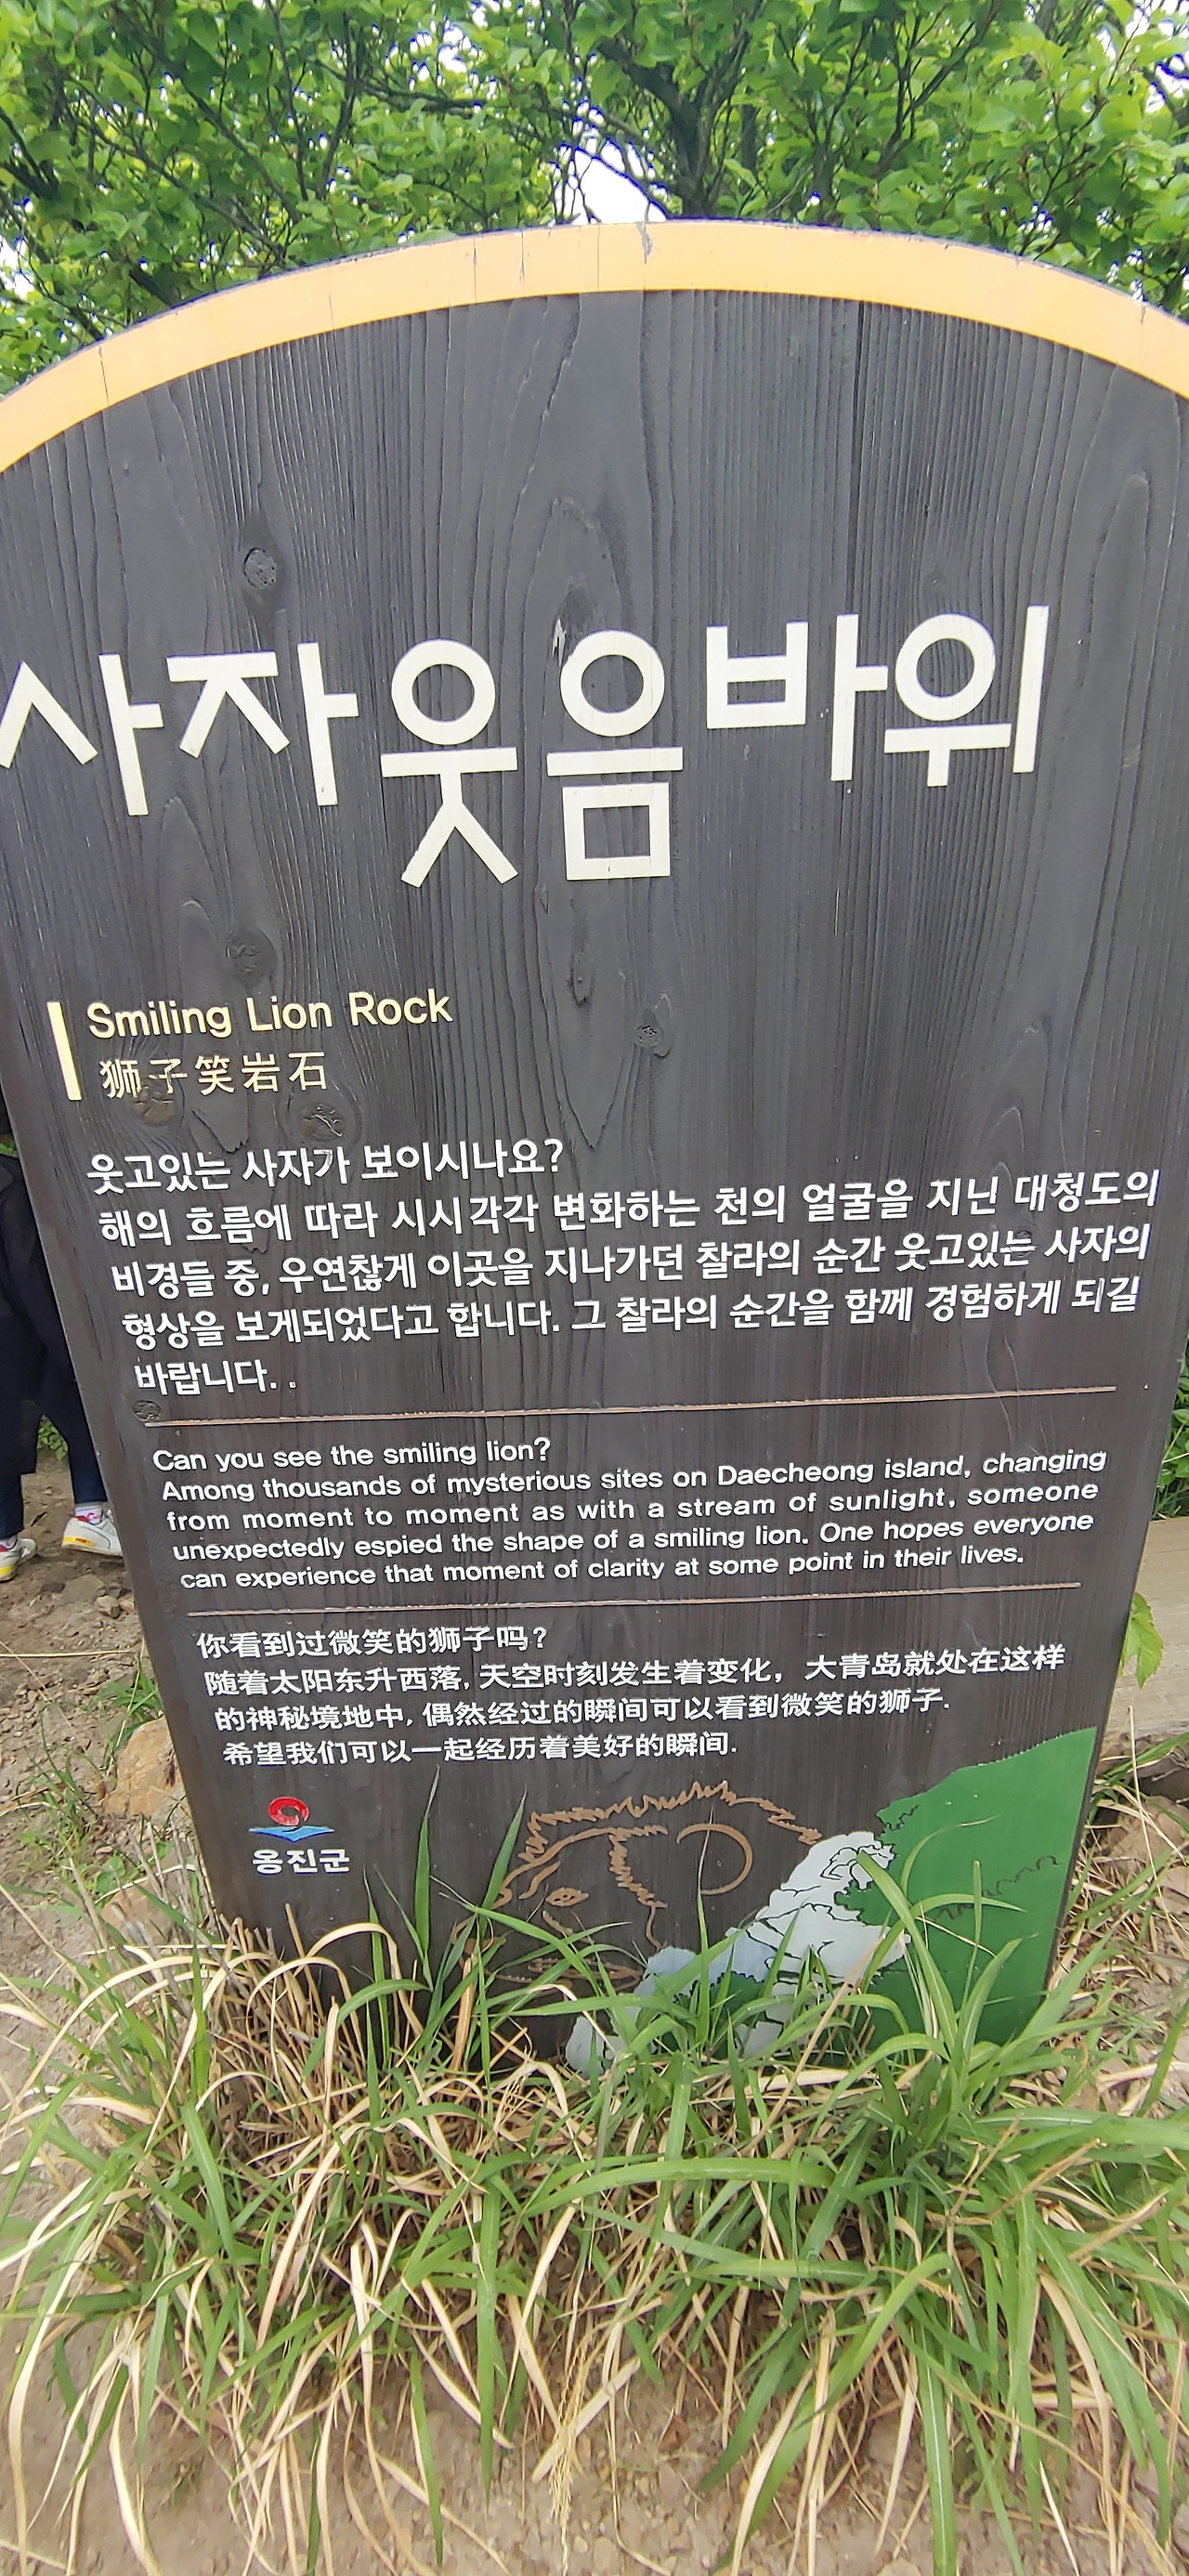 사자웃음바위
Smiling Lion Rock
狮子笑岩石
웃고있는 사자가 보이시나요?
해의 흐름에 따라 시시각각 변화하는 천의 얼굴을 지닌 대청도의
비경들 중, 우연찮게 이곳을 지나가던 찰라의 순간 웃고있는 사자의
형상을 보게되었다고 합니다. 그 찰라의 순간을 함께 경험하게 되길
바랍니다. .
Can you see the smiling lion?
Among thousands of mysterious sites on Daecheong island, changing
from moment to moment as with a stream of sunlight, someone
unexpectedly espied the shape of a smiling lion. One hopes everyone
can experience that moment of clarity at some point in their lives.
你看到过微笑的狮子吗?
随着太阳东升西落, 天空时刻发生着变化，大青岛就处在这样
的神秘境地中, 偶然经过的瞬间可以看到微笑的狮子.
希望我们可以一起经历着美好的瞬间.
옹진군